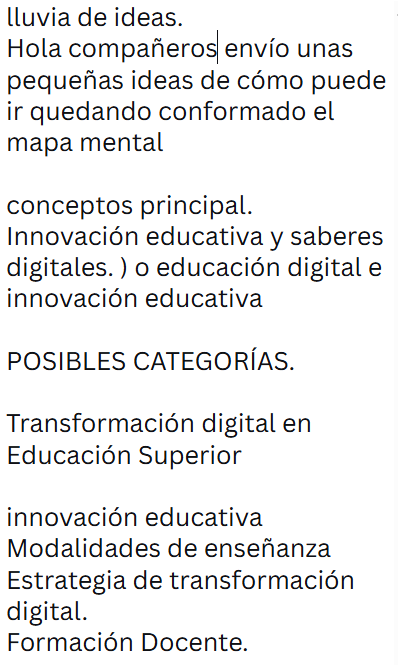 lluvia de ideas.
Hola compañeros envío unas
pequeñas ideas de cómo puede
ir quedando conformado el
mapa mental
conceptos principal.
Innovación educativa y saberes
digitales. ) o educación digital e
innovación educativa
POSIBLES CATEGORÍAS.
Transformación digital en
Educación Superior
innovación educativa
Modalidades de enseñanza
Estrategia de transformación
digital.
Formación Docente.